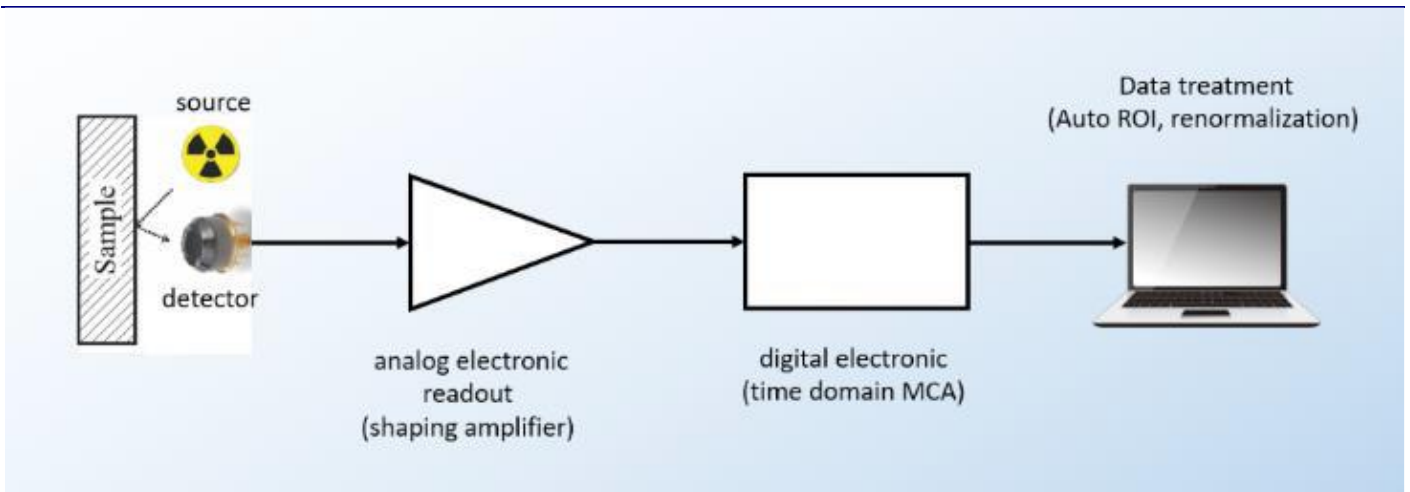 source
Sample
detector
analog electronic
readout
(shaping amplifier)
digital electronic
(time domain MCA)
Data treatment
(Auto ROI, renormalization)